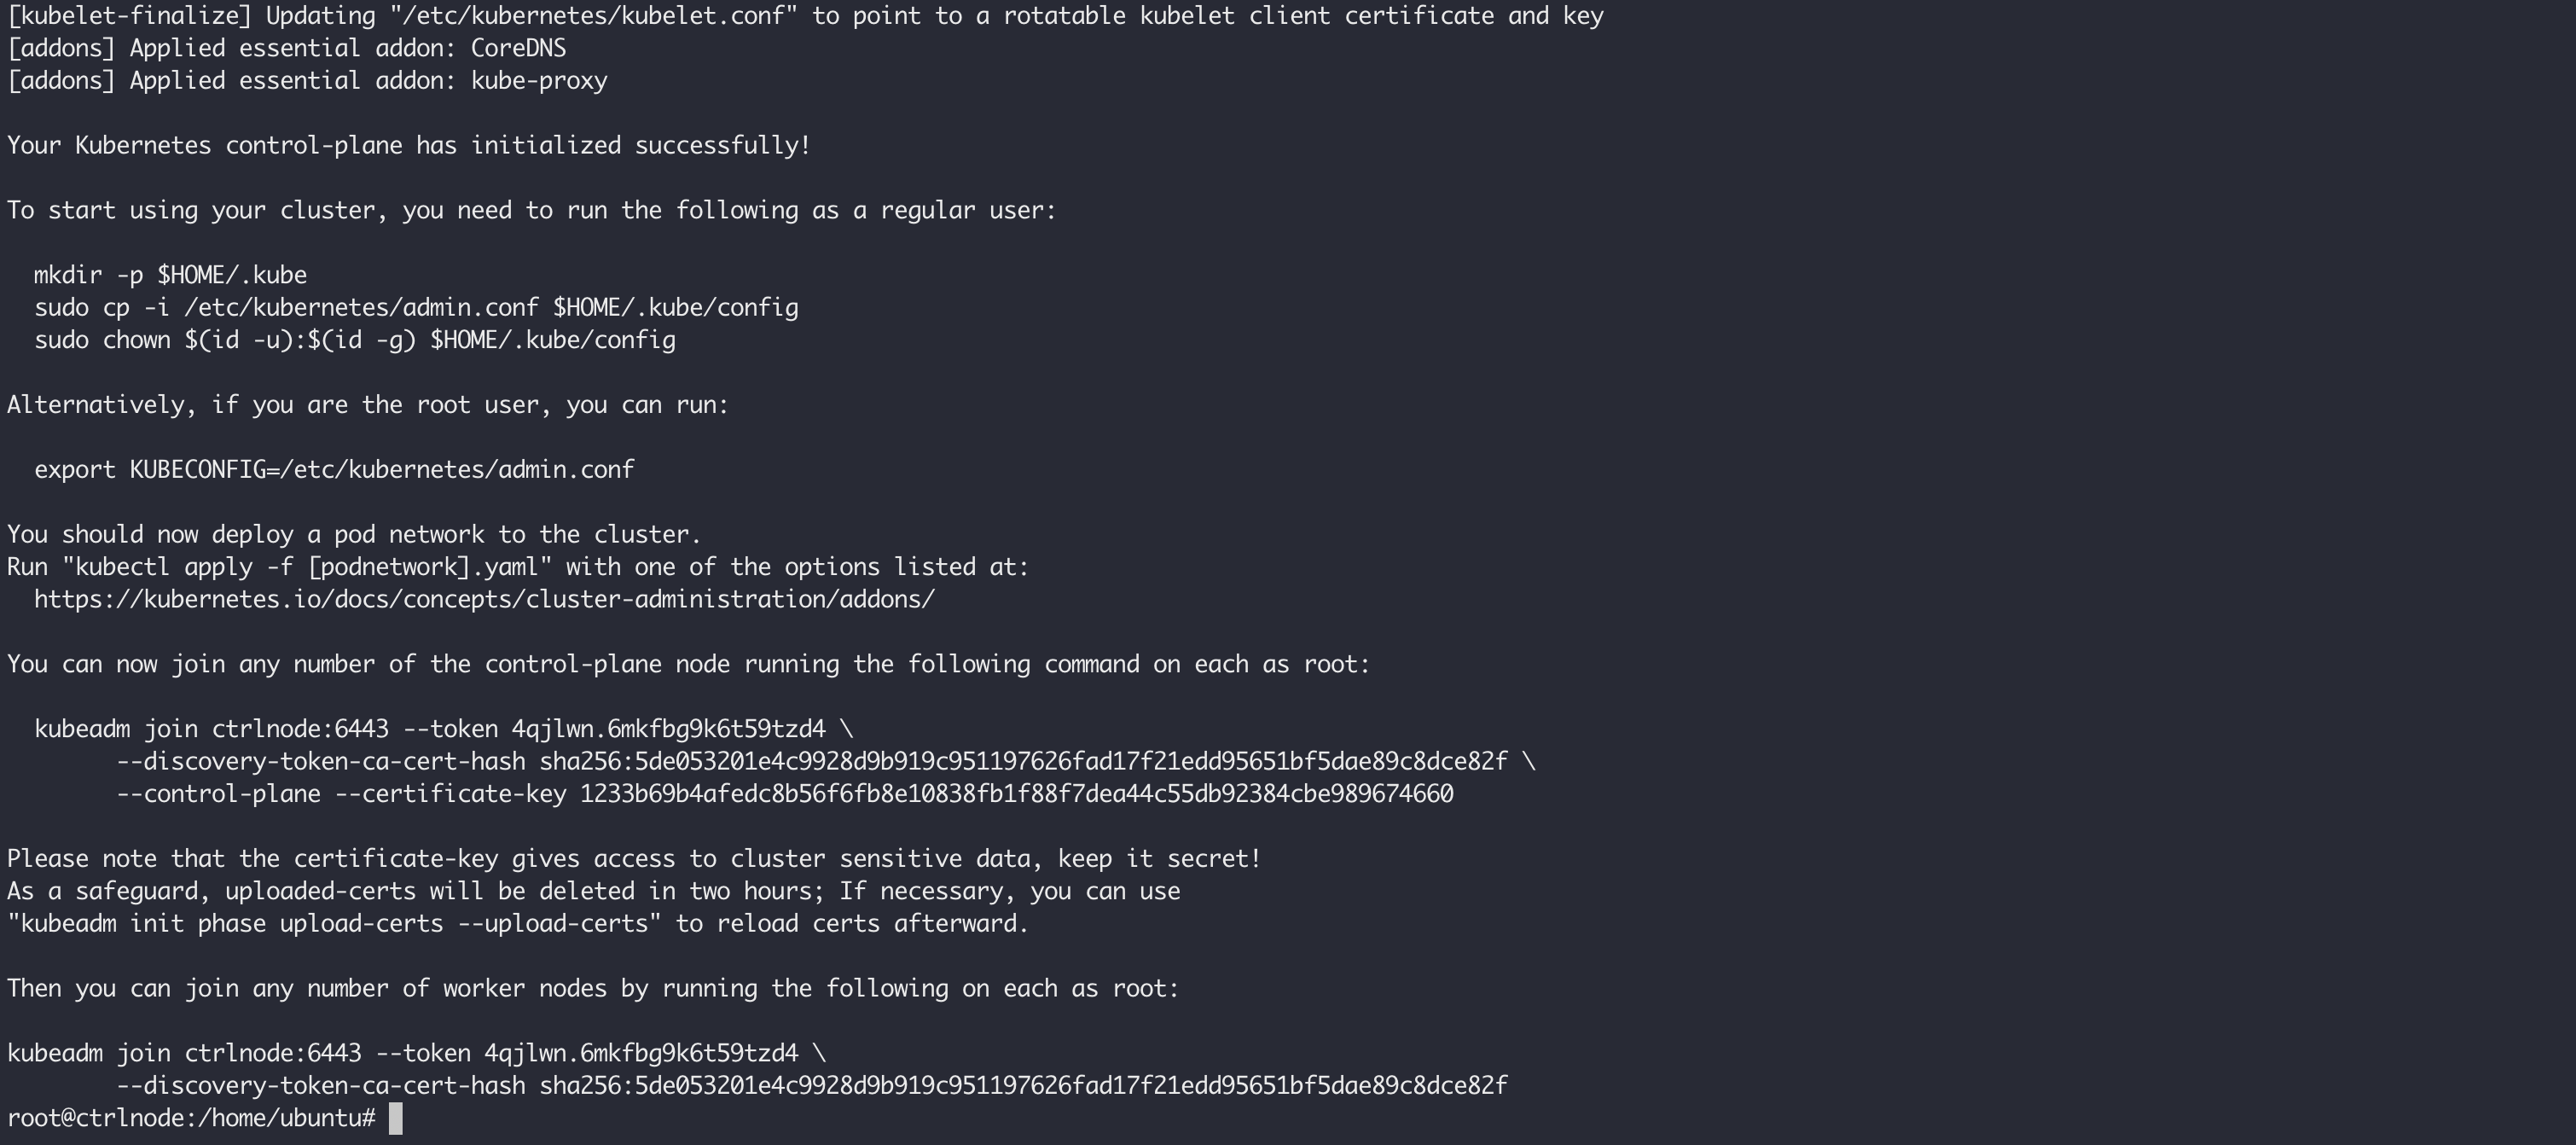 [kubelet-finalize] Updating "/etc/kubernetes/kubelet.conf" to point to a rotatable kubelet client certificate and key
[addons] Applied essential addon: CoreDNS
[addons] Applied essential addon: kube-proxy
Your Kubernetes control-plane has initialized successfully!
To start using your cluster, you need to run the following as a regular user:
mkdir -p $HOME/.kube
sudo cp -i /etc/kubernetes/admin.conf $HOME/.kube/config
sudo chown $(id -u):$(id -g) $HOME/.kube/config
Alternatively, if you are the root user, you can run:
export KUBECONFIG=/etc/kubernetes/admin.conf
You should now deploy a pod network to the cluster.
Run "kubectl apply -f [podnetwork].yaml" with one of the options listed at:
https://kubernetes.io/docs/concepts/cluster-administration/addons/
You can now join any number of the control-plane node running the following command on each as root:
kubeadm join ctrlnode:6443 --token 4qjlwn.6mkfbg9k6t59tzd4 \
--discovery-token-ca-cert-hash sha256:5de053201e4c9928d9b919c951197626fad17f21edd95651bf5dae89c8dce82f \
--control-plane --certificate-key 1233b69b4afedc8b56f6fb8e10838fb1f88f7dea44c55db92384cbe989674660
Please note that the certificate-key gives access to cluster sensitive data, keep it secret!
As a safeguard, uploaded-certs will be deleted in two hours; If necessary, you can use
"kubeadm init phase upload-certs --upload-certs" to reload certs afterward.
Then you can join any number of worker nodes by running the following on each as root:
kubeadm join ctrlnode:6443 --token 4qjlwn.6mkfbg9k6t59tzd4 \
--discovery-token-ca-cert-hash sha256:5de053201e4c9928d9b919c951197626fad17f21edd95651bf5dae89c8dce82f
root@ctrlnode:/home/ubuntu#